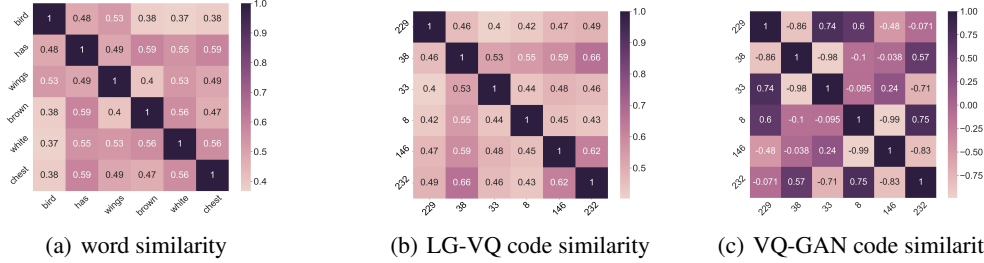 bird 1 0.48 0.53 0.38 0.37 0.38
has 0.48 1 0.49 0.59 0.55 0.59
wings 0.53 0.49 1 0.4 0.53 0.49
brown 0.38 0.59 0.4 1 0.56 0.47
white 0.37 0.55 0.53 0.56 1 0.56
chest 0.38 0.59 0.49 0.47 0.56 1
bird has wings brown white chest
1.0
0.9
0.8
0.7
0.6
0.5
0.4
(a) word similarity
229 1 0.46 0.4 0.42 0.47 0.49
38 0.46 1 0.53 0.55 0.59 0.66
33 0.4 0.53 1 0.44 0.48 0.46
8 0.42 0.55 0.44 1 0.45 0.43
146 0.47 0.59 0.48 0.45 1 0.62
232 0.49 0.66 0.46 0.43 0.62 1
229 38 33 8 146 232
1.0
0.9
0.8
0.7
0.6
0.5
(b) LG-VQ code similarity
229 1 -0.86 0.74 0.6 -0.48 -0.071
38 -0.86 1 -0.98 -0.1 -0.038 0.57
33 0.74 -0.98 1 -0.095 0.24 -0.71
8 0.6 -0.1 -0.095 1 -0.99 0.75
146 -0.48 -0.038 0.24 -0.99 1 -0.83
232 -0.071 0.57 -0.71 0.75 -0.83 1
229 38 33 8 146 232
1.00
0.75
0.50
0.25
0.00
−0.25
−0.50
−0.75
(c) VQ-GAN code similarit